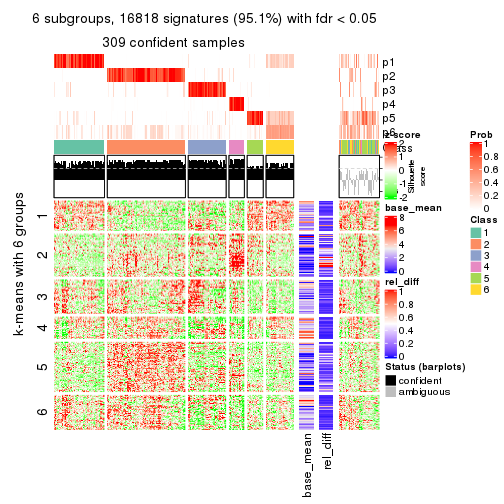 6 subgroups, 16818 signatures (95.1%) with fdr < 0.05
309 confident samples
p1
p2
p3
p4
p5
p6
Class
Silhouette
score
k-means with 6 groups
1
2
3
4
5
6
base_mean
rel_diff
z-score
2
1
0
-1
-2
base_mean
8
6
4
2
0
rel_diff
1
0.8
0.6
0.4
0.2
0
Status (barplots)
confident
ambiguous
Prob
1
0.8
0.6
0.4
0.2
0
Class
1
2
3
4
5
6